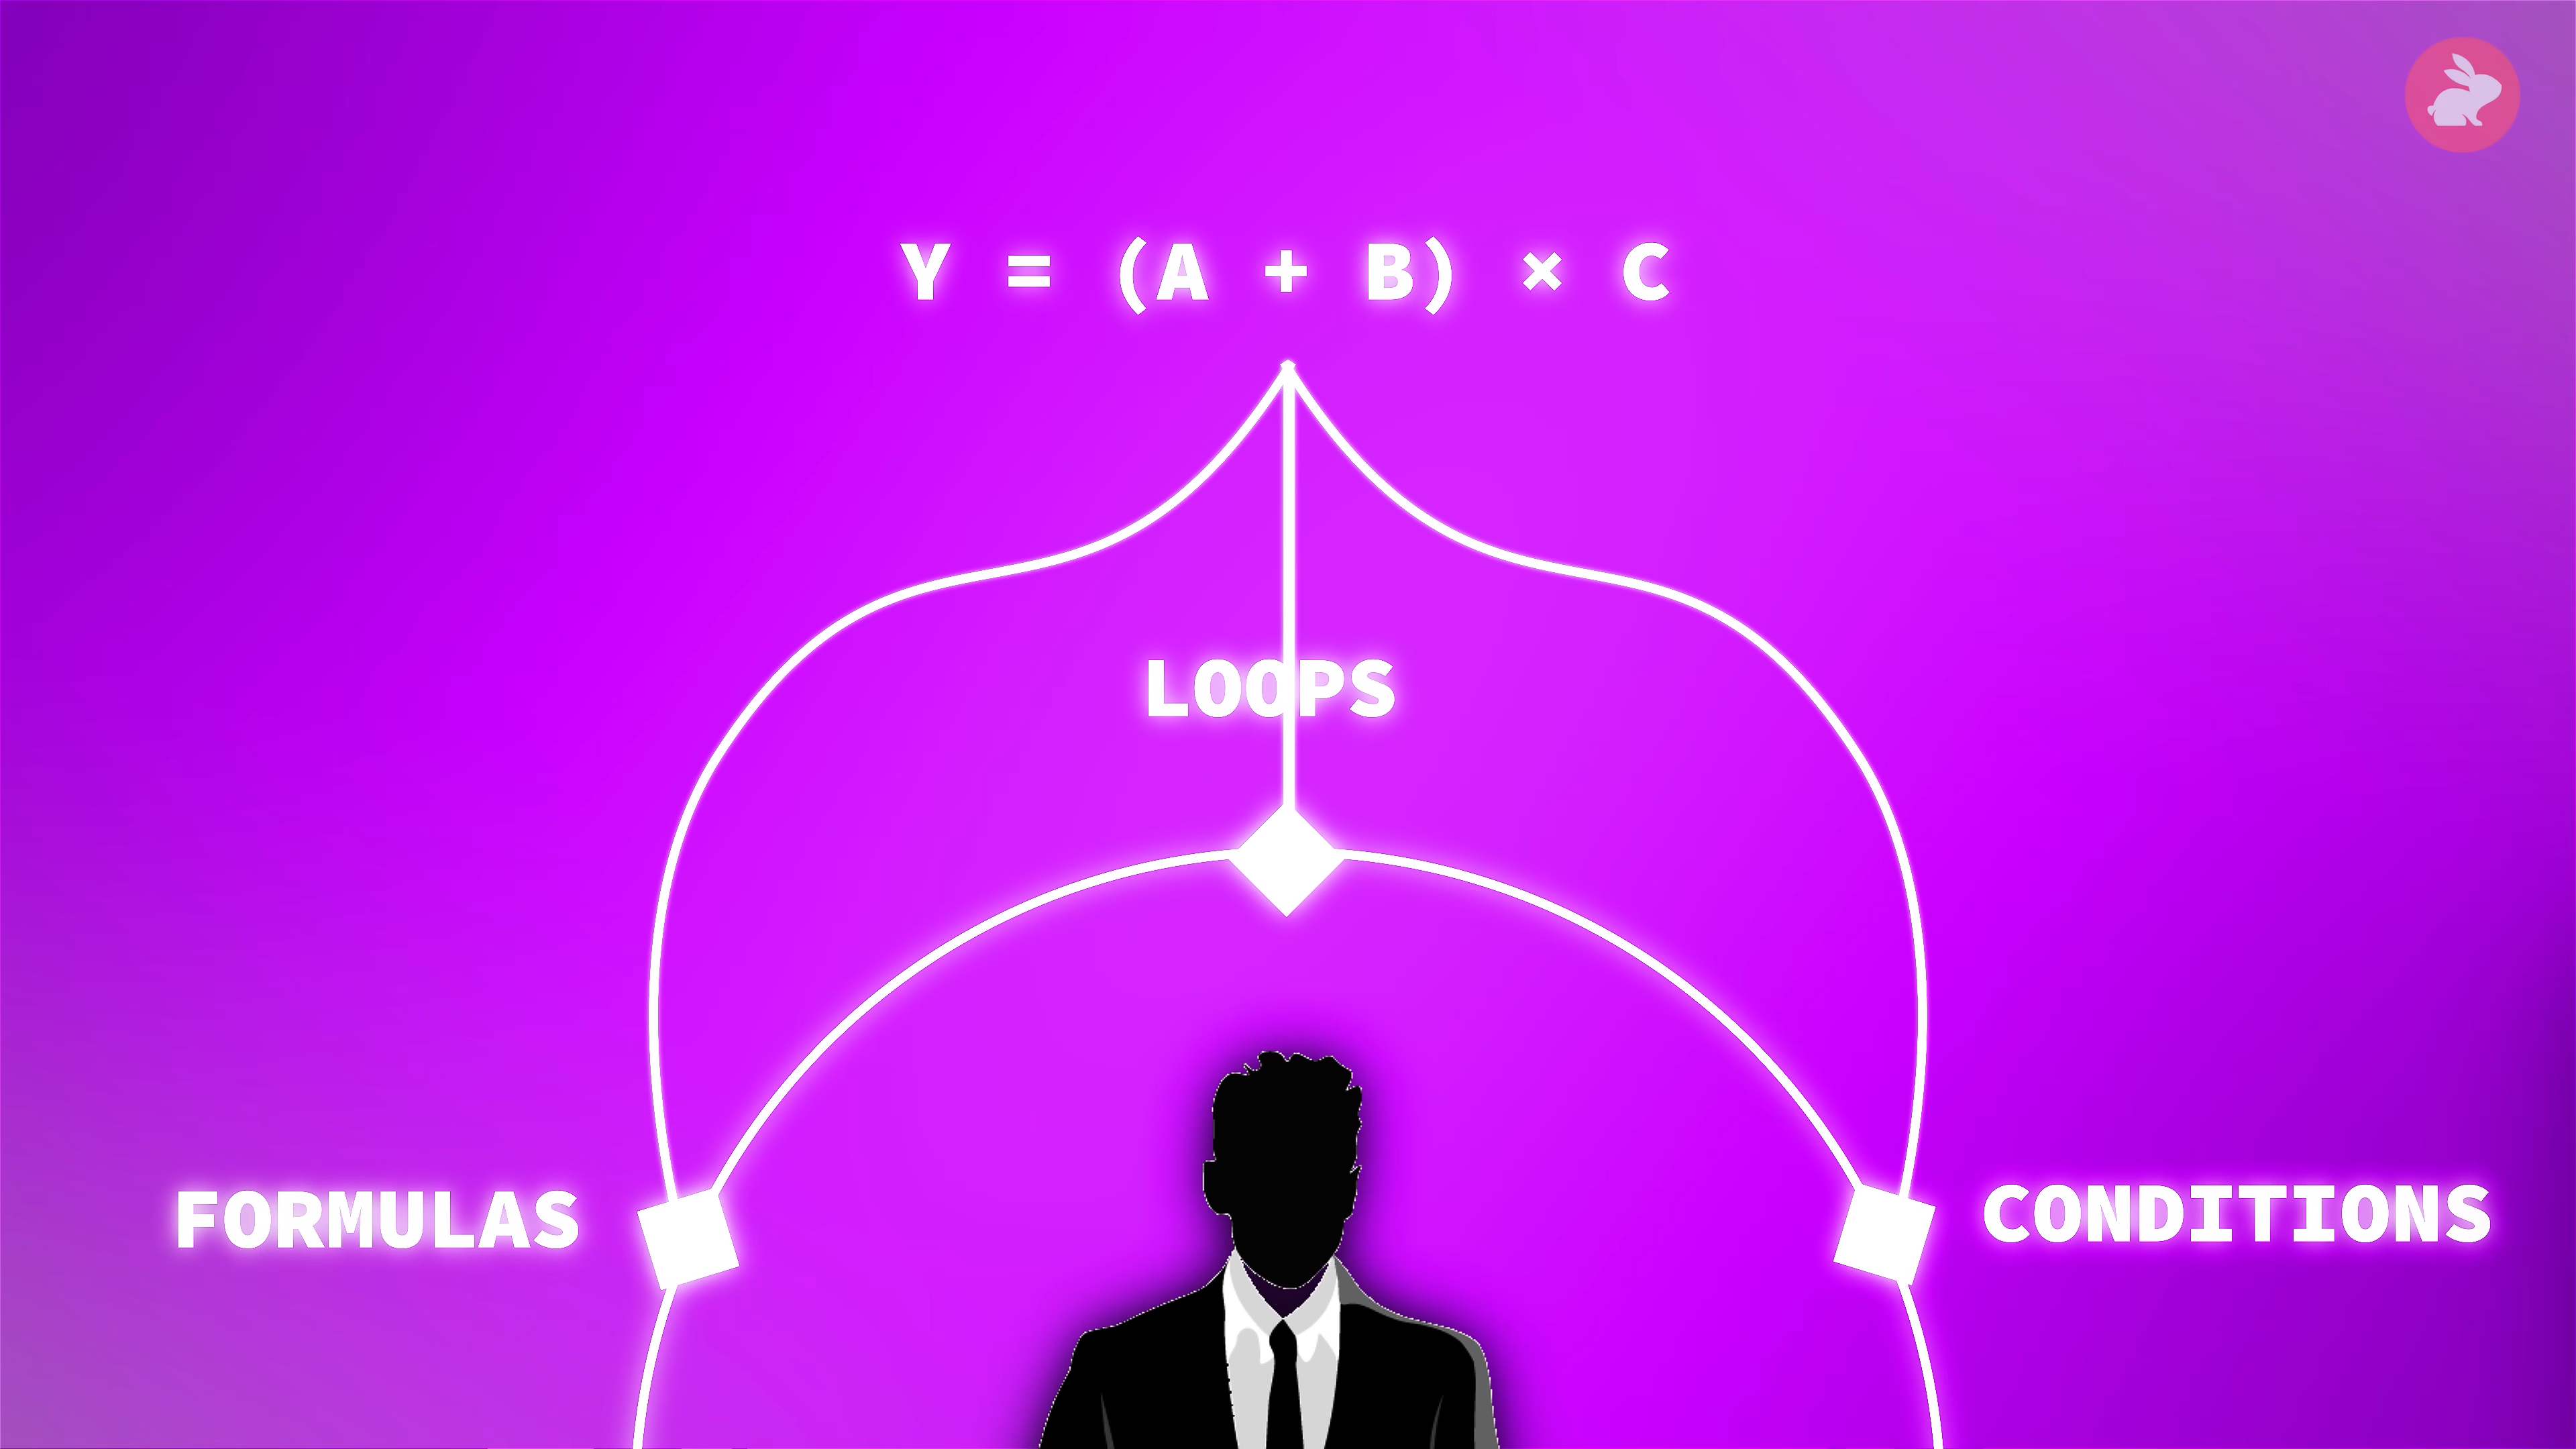 Y = (A + B) × C
LOOPS
FORMULAS
CONDITIONS